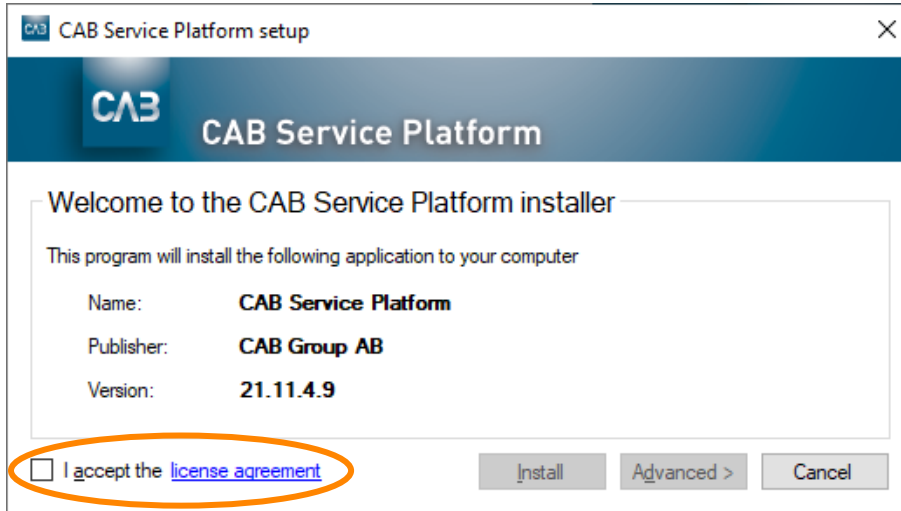 CAB CAB Service Platform setup
CAB
CAB Service Platform
Welcome to the CAB Service Platform installer
This program will install the following application to your computer
Name: CAB Service Platform
Publisher: CAB Group AB
Version: 21.11.4.9
I accept the license agreement Install Advanced > Cancel